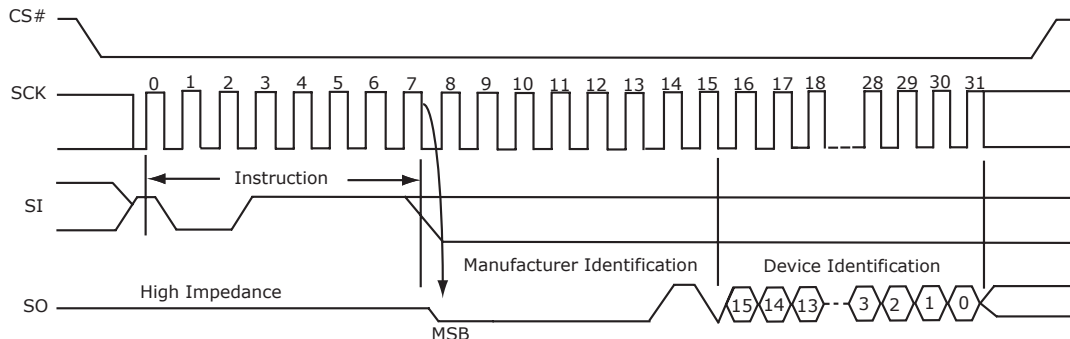 CS#
0 1 2 3 4 5 6 7 8 9 10 11 12 13 14 15 16 17 18 28 29 30 31
SCK
Instruction
SI
Manufacturer Identification Device Identification
High Impedance
SO
15 14 13 3 2 1 0
MSB